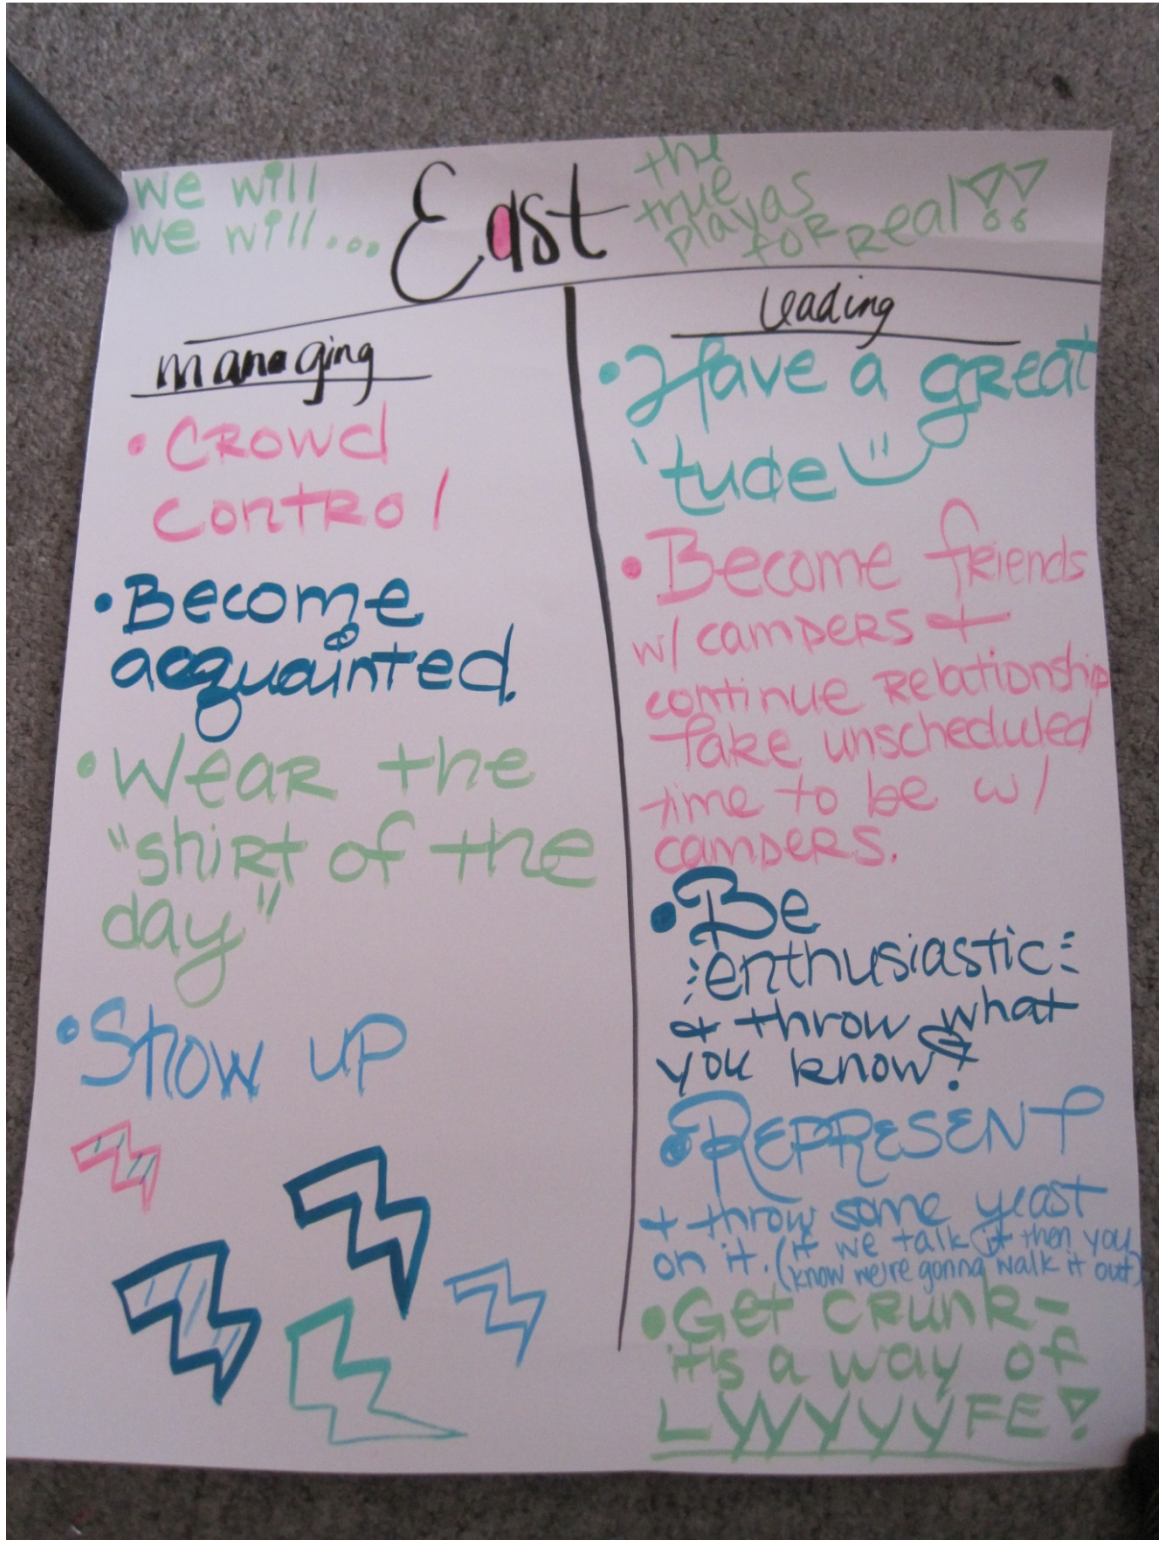 we will
we will...
East
the
true
playas
for real!!
managing
• Crowd
control
• Become
acquainted.
• Wear the
"shirt of the
day"
• Show up
leading
• Have a great
'tude
• Become friends
w/ campers +
continue relationship
Take unscheduled
time to be w/
campers.
• Be
enthusiastic
+ throw what
you know!
• REPRESENT
+ throw some yeast
on it. (if we talk it then you
know we're gonna walk it out)
• Get crunk-
it's a way of
LYYYYYFE!